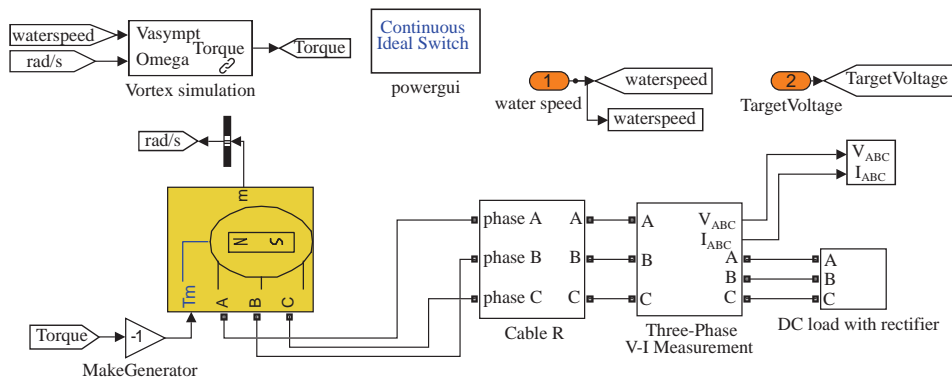 waterspeed
rad/s
Vasympt
Omega
Torque
Torque
Vortex simulation
Continuous
Ideal Switch
powergui
1
water speed
waterspeed
waterspeed
2
TargetVoltage
TargetVoltage
rad/s
m
N
S
Tm
A
B
C
Torque
-1
MakeGenerator
phase A
phase B
phase C
A
B
C
Cable R
A
B
C
V_ABC
I_ABC
A
B
C
Three-Phase
V-I Measurement
V_ABC
I_ABC
A
B
C
DC load with rectifier